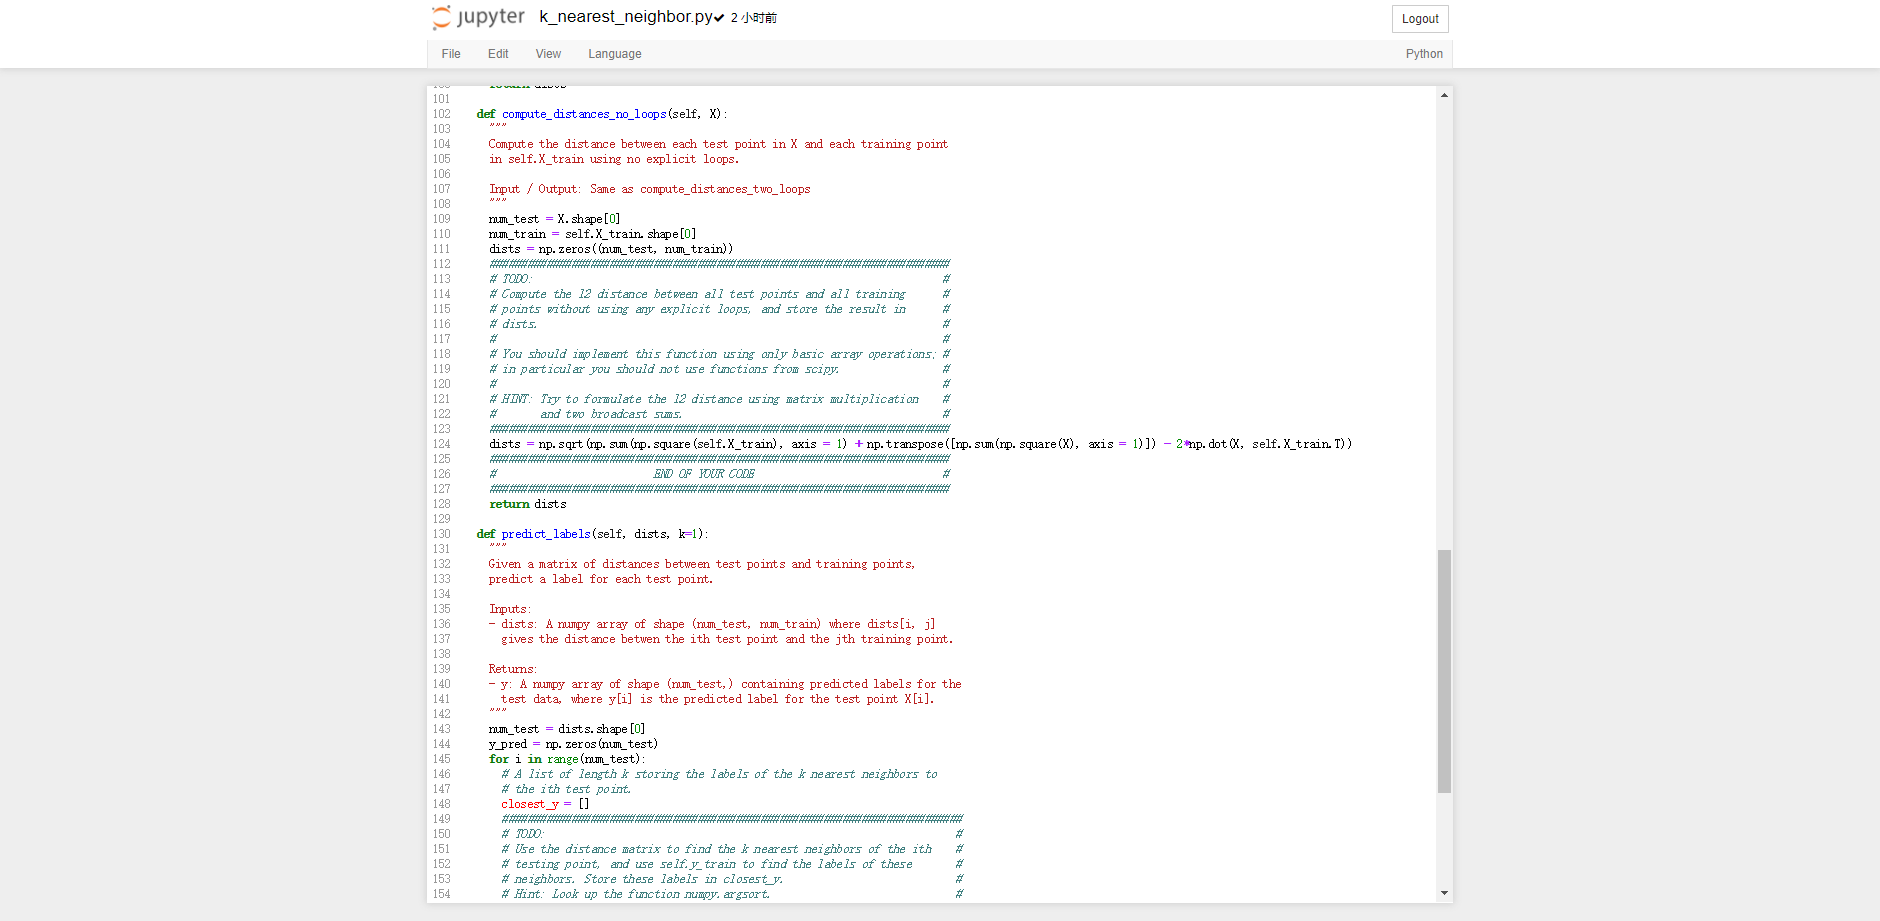 jupyter k_nearest_neighbor.py✔ 2 小时前 Logout
File Edit View Language Python
return dists
101
102 def compute_distances_no_loops(self, X):
103 """
104 Compute the distance between each test point in X and each training point
105 in self.X_train using no explicit loops.
106
107 Input / Output: Same as compute_distances_two_loops
108 """
109 num_test = X.shape[0]
110 num_train = self.X_train.shape[0]
111 dists = np.zeros((num_test, num_train))
112 #########################################################################
113 # TODO: #
114 # Compute the l2 distance between all test points and all training #
115 # points without using any explicit loops, and store the result in #
116 # dists. #
117 # #
118 # You should implement this function using only basic array operations; #
119 # in particular you should not use functions from scipy. #
120 # #
121 # HINT: Try to formulate the l2 distance using matrix multiplication #
122 # and two broadcast sums. #
123 #########################################################################
124 dists = np.sqrt(np.sum(np.square(self.X_train), axis = 1) + np.transpose([np.sum(np.square(X), axis = 1)]) - 2*np.dot(X, self.X_train.T))
125 #########################################################################
126 # END OF YOUR CODE #
127 #########################################################################
128 return dists
129
130 def predict_labels(self, dists, k=1):
131 """
132 Given a matrix of distances between test points and training points,
133 predict a label for each test point.
134
135 Inputs:
136 - dists: A numpy array of shape (num_test, num_train) where dists[i, j]
137 gives the distance betwen the ith test point and the jth training point.
138
139 Returns:
140 - y: A numpy array of shape (num_test,) containing predicted labels for the
141 test data, where y[i] is the predicted label for the test point X[i].
142 """
143 num_test = dists.shape[0]
144 y_pred = np.zeros(num_test)
145 for i in range(num_test):
146 # A list of length k storing the labels of the k nearest neighbors to
147 # the ith test point.
148 closest_y = []
149 #########################################################################
150 # TODO: #
151 # Use the distance matrix to find the k nearest neighbors of the ith #
152 # testing point, and use self.y_train to find the labels of these #
153 # neighbors. Store these labels in closest_y. #
154 # Hint: Look up the function numpy.argsort. #